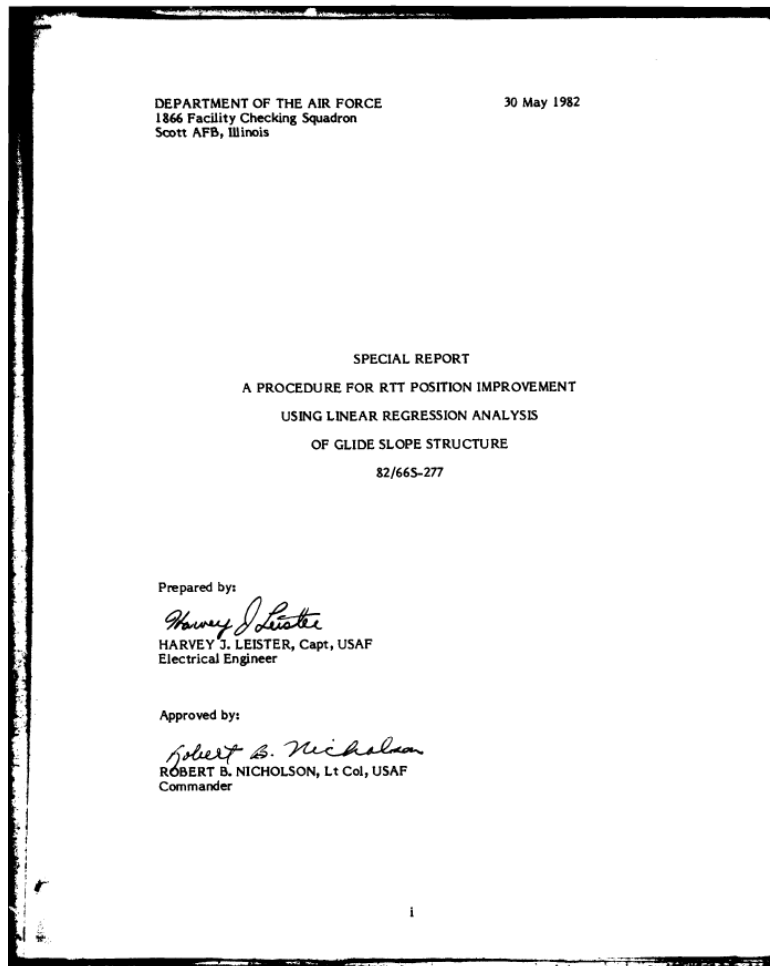 DEPARTMENT OF THE AIR FORCE 30 May 1982
1866 Facility Checking Squadron
Scott AFB, Illinois
SPECIAL REPORT
A PROCEDURE FOR RTT POSITION IMPROVEMENT
USING LINEAR REGRESSION ANALYSIS
OF GLIDE SLOPE STRUCTURE
82/66S-277
Prepared by:
Harvey J Leister
HARVEY J. LEISTER, Capt, USAF
Electrical Engineer
Approved by:
Robert B. Nicholson
ROBERT B. NICHOLSON, Lt Col, USAF
Commander
i